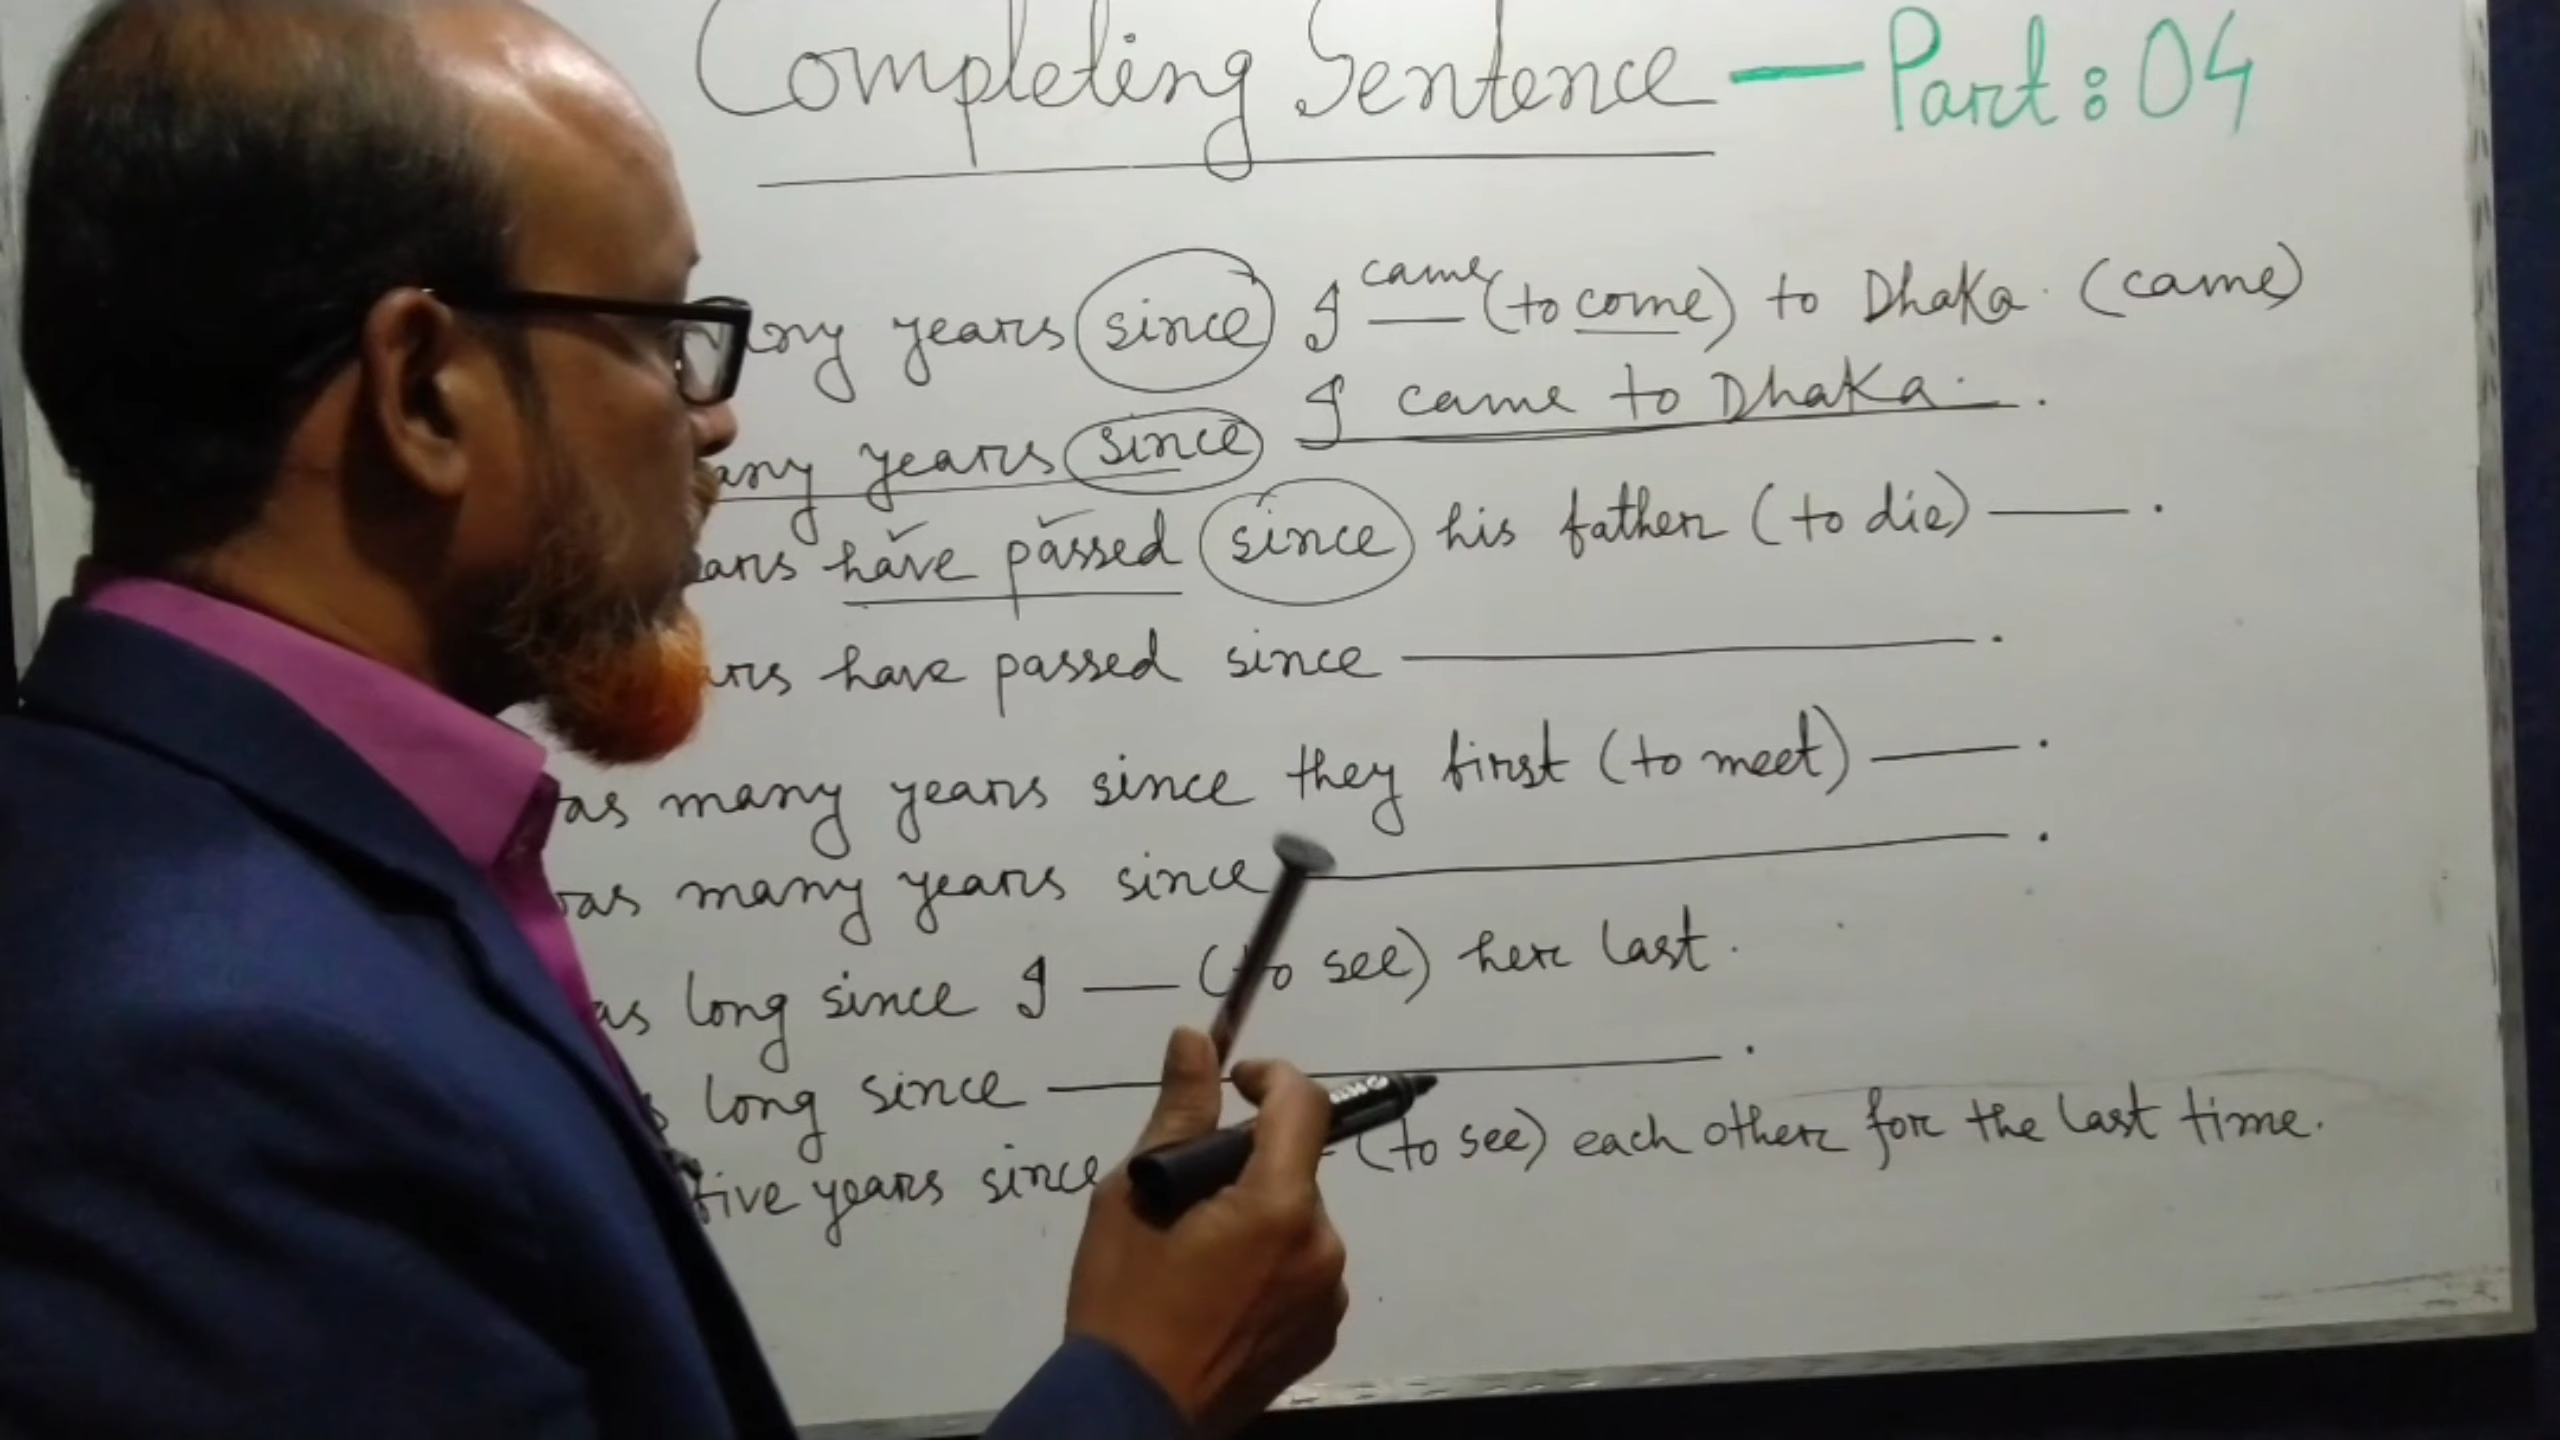 Completing Sentence — Part: 04
years since I came (to come) to Dhaka. (came)
any years since I came to Dhaka.
have passed since his father (to die) ——.
have passed since ————.
many years since they first (to meet) ——.
many years since ————.
long since I —— (to see) her last.
long since ————.
five years since (to see) each other for the last time.